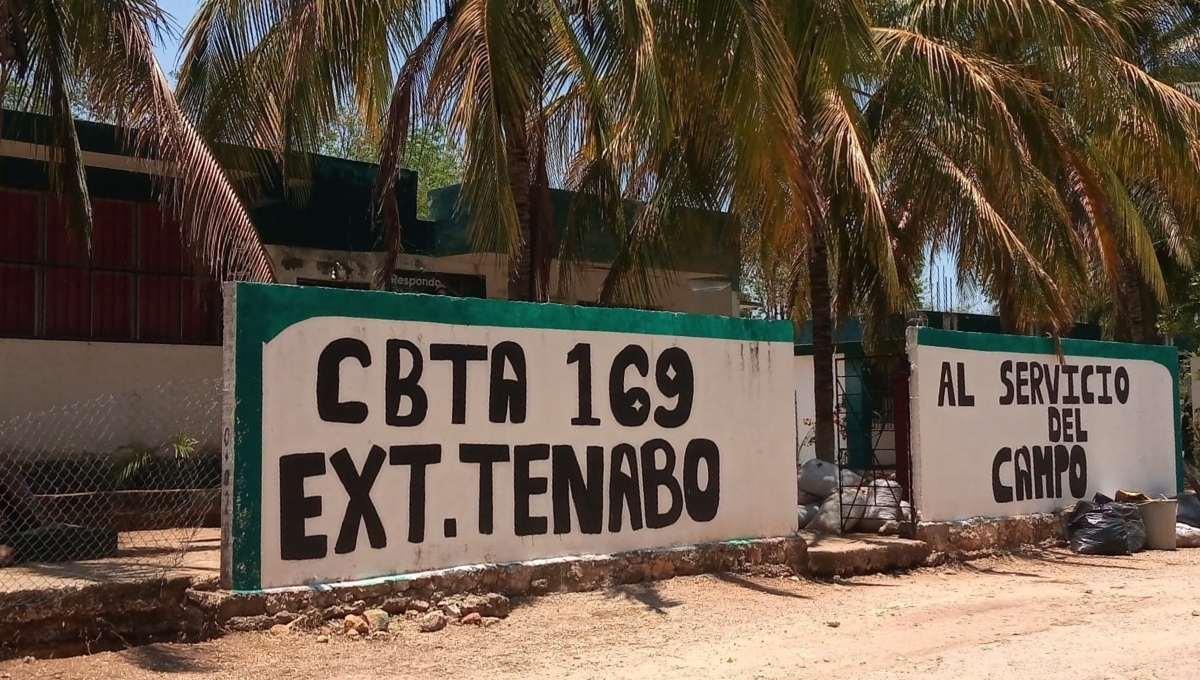 Respondo
CBTA 169
EXT. TENABO
AL SERVICIO
DEL
CAMPO